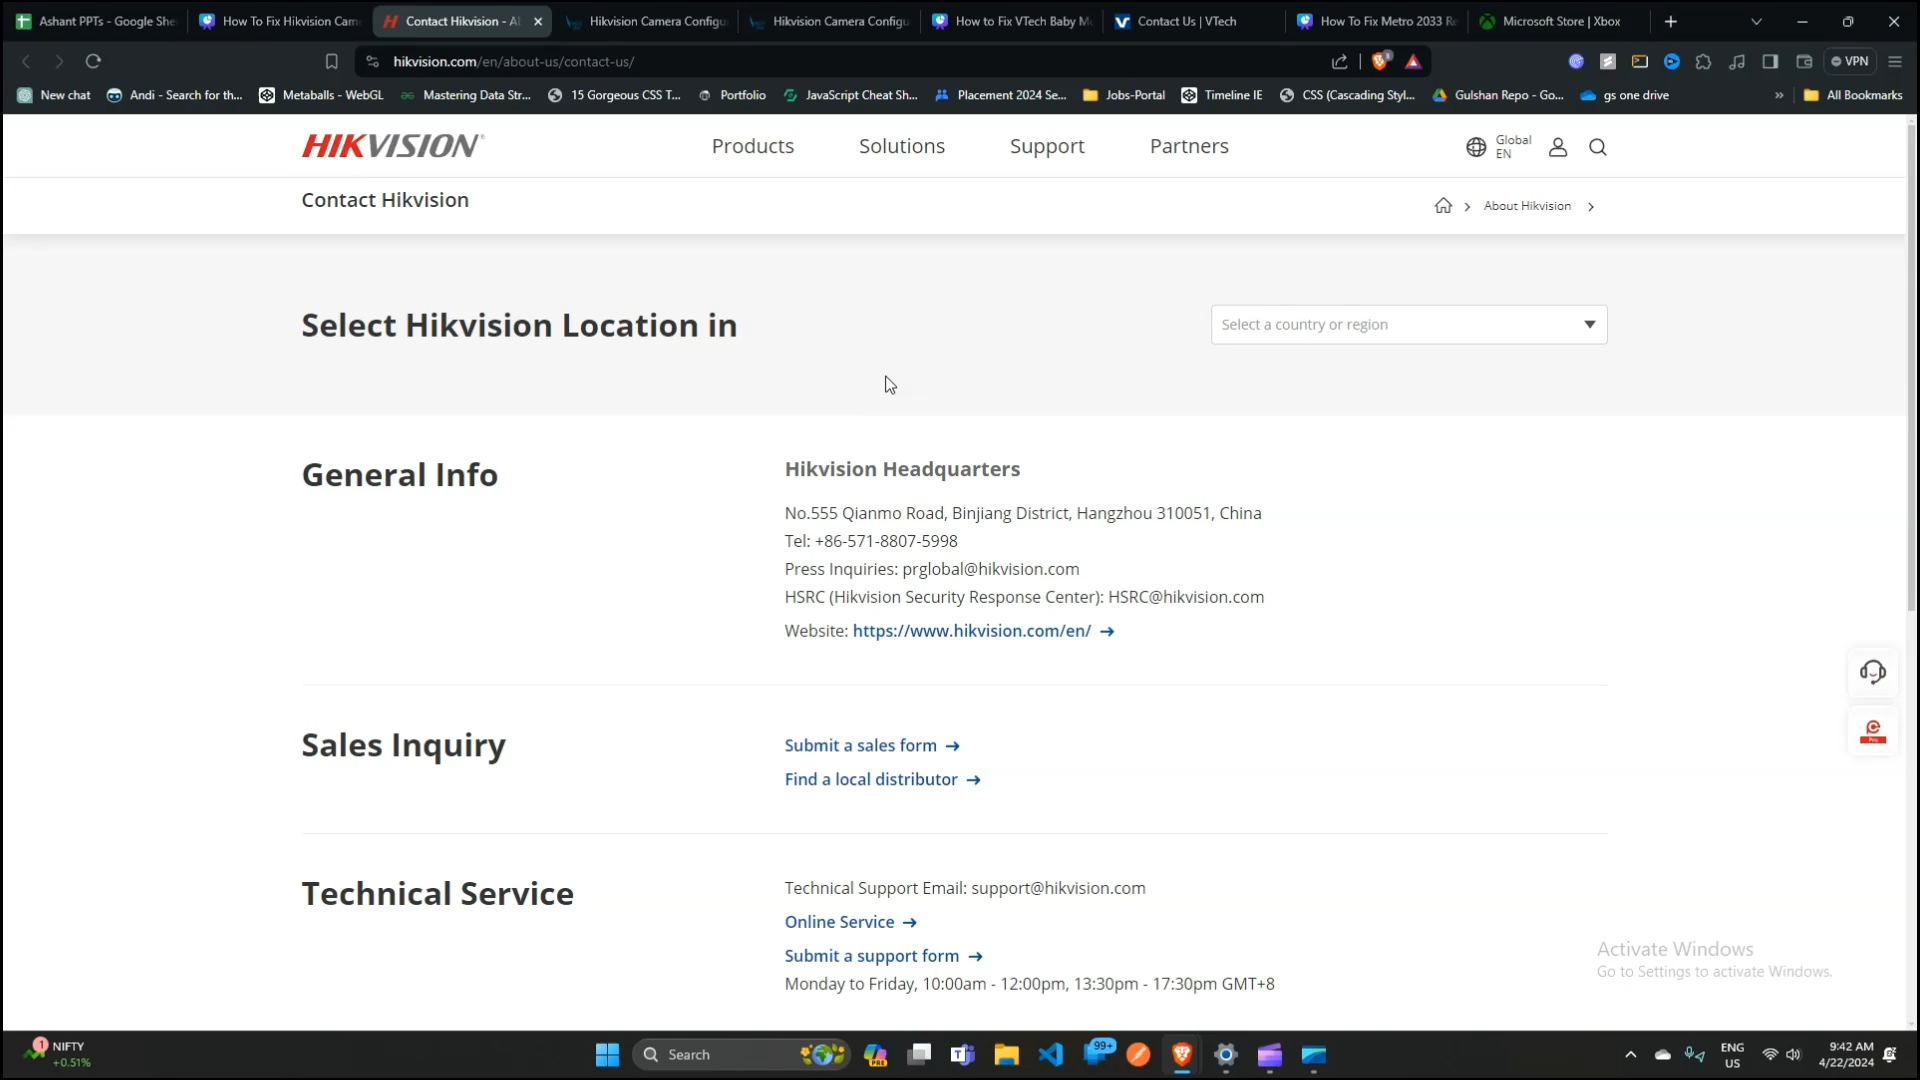 Ashant PPTs - Google She
How To Fix Hikvision Cam
Contact Hikvision - Al
Hikvision Camera Configu
Hikvision Camera Configu
How to Fix VTech Baby Mo
Contact Us | VTech
How To Fix Metro 2033 Re
Microsoft Store | Xbox
hikvision.com/en/about-us/contact-us/
VPN
New chat
Andi - Search for th...
Metaballs - WebGL
Mastering Data Str...
15 Gorgeous CSS T...
Portfolio
JavaScript Cheat Sh...
Placement 2024 Se...
Jobs-Portal
Timeline IE
CSS (Cascading Styl...
Gulshan Repo - Go...
gs one drive
»
All Bookmarks
HIKVISION®
Products
Solutions
Support
Partners
Global
EN
Contact Hikvision
About Hikvision
Select Hikvision Location in
Select a country or region
General Info
Hikvision Headquarters
No.555 Qianmo Road, Binjiang District, Hangzhou 310051, China
Tel: +86-571-8807-5998
Press Inquiries: prglobal@hikvision.com
HSRC (Hikvision Security Response Center): HSRC@hikvision.com
Website: https://www.hikvision.com/en/ →
Sales Inquiry
Submit a sales form →
Find a local distributor →
Technical Service
Technical Support Email: support@hikvision.com
Online Service →
Submit a support form →
Monday to Friday, 10:00am - 12:00pm, 13:30pm - 17:30pm GMT+8
Activate Windows
Go to Settings to activate Windows.
1
NIFTY
+0.51%
Search
PRE
99+
ENG
US
9:42 AM
4/22/2024